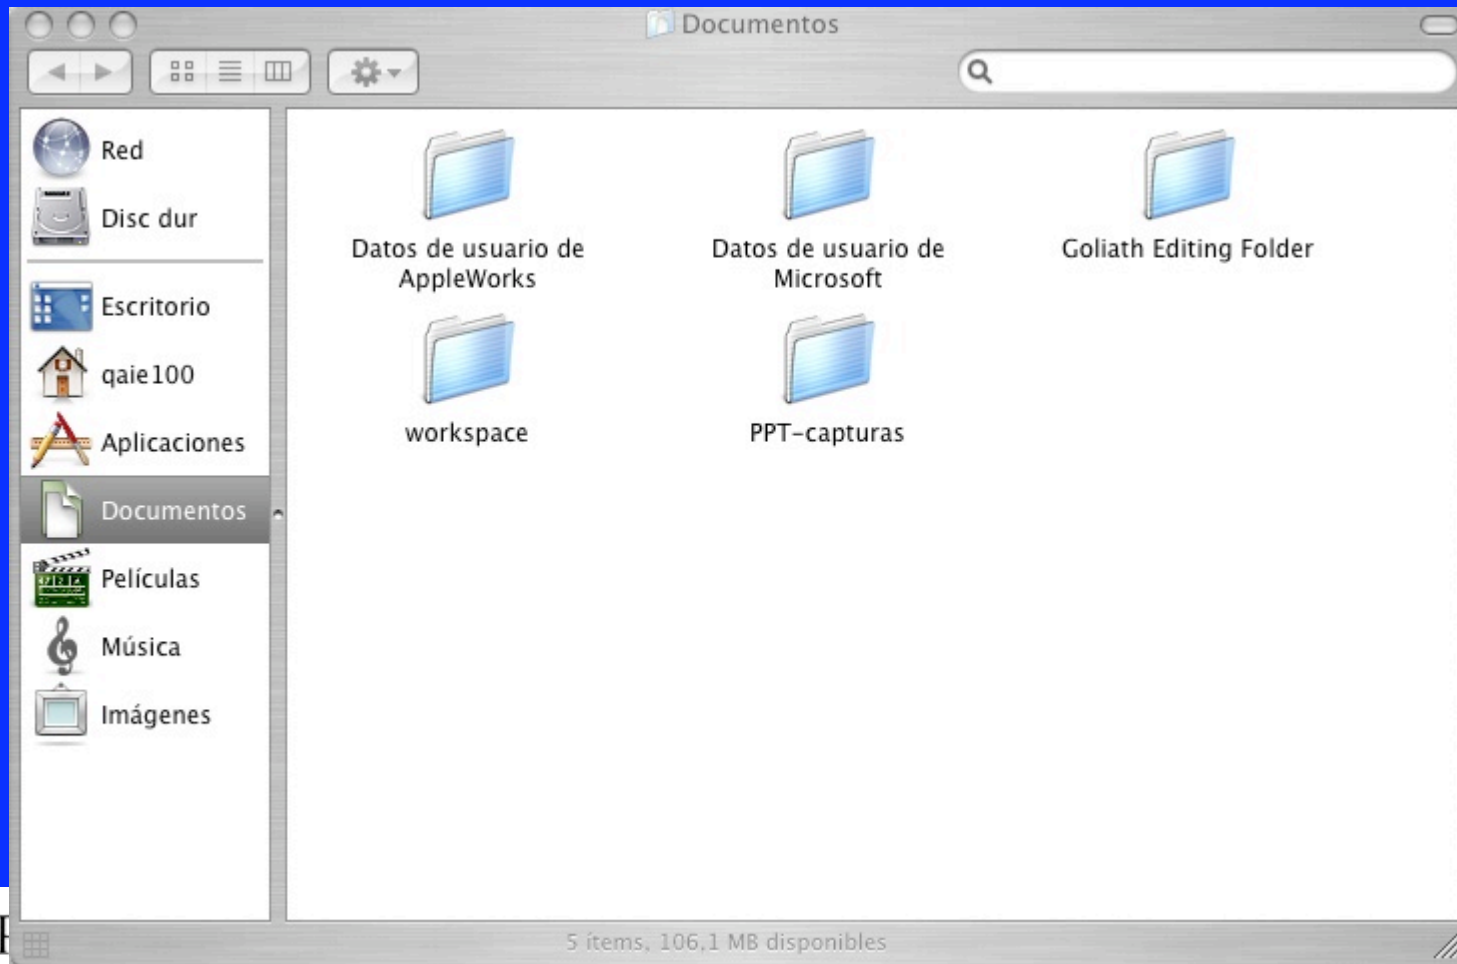 Documentos
Red
Disc dur
Escritorio
qaie100
Aplicaciones
Documentos
Películas
Música
Imágenes
Datos de usuario de
AppleWorks
Datos de usuario de
Microsoft
Goliath Editing Folder
workspace
PPT-capturas
5 ítems, 106,1 MB disponibles